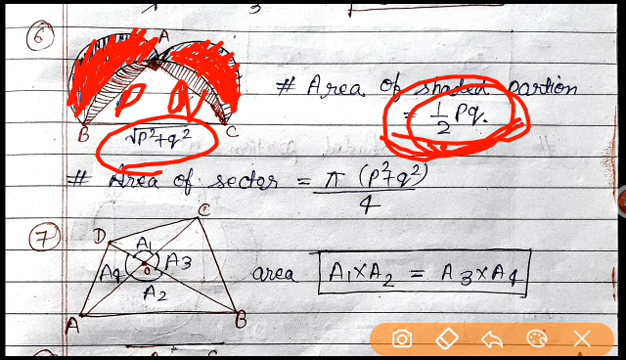 6
A
P Q
B C
√P²+q²
# Area of shaded partion
= 1/2 Pq.
# Area of sector = π (P²+q²)/4
7
C
D A1
A4 O A3
A2
A B
area A1×A2 = A3×A4